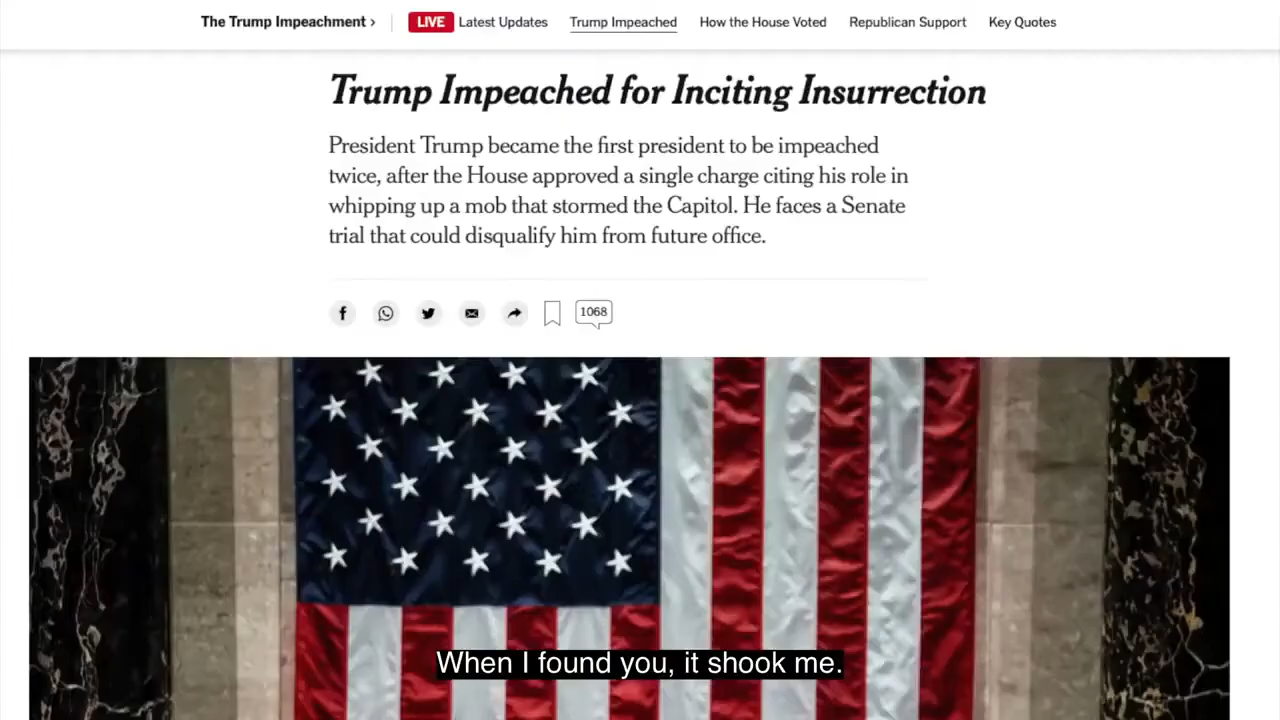 The Trump Impeachment › LIVE Latest Updates Trump Impeached How the House Voted Republican Support Key Quotes
Trump Impeached for Inciting Insurrection
President Trump became the first president to be impeached
twice, after the House approved a single charge citing his role in
whipping up a mob that stormed the Capitol. He faces a Senate
trial that could disqualify him from future office.
1068
When I found you, it shook me.